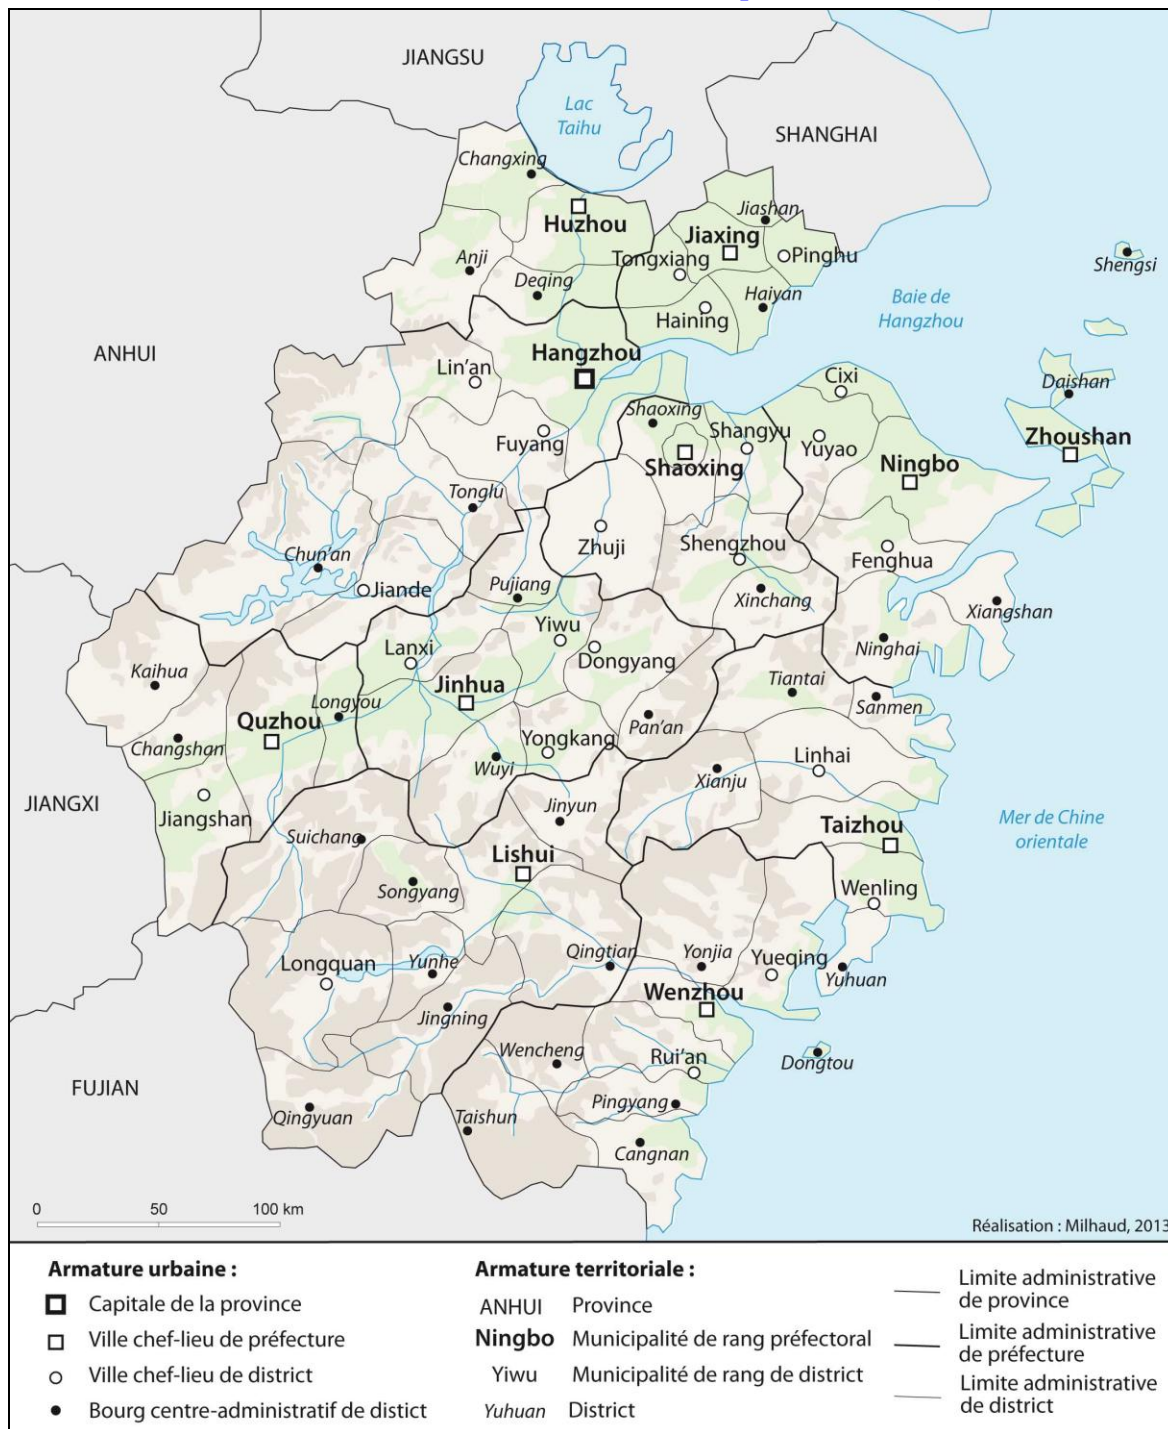 JIANGSU
Lac
Taihu
SHANGHAI
Changxing
Huzhou
Jiashan
Jiaxing
Tongxiang
Pinghu
Anji
Deqing
Haiyan
Haining
Shengsi
Baie de
Hangzhou
ANHUI
Hangzhou
Lin'an
Cixi
Daishan
Shaoxing
Fuyang
Shangyu
Yuyao
Zhoushan
Shaoxing
Ningbo
Tonglu
Zhuji
Shengzhou
Fenghua
Chun'an
Jiande
Pujiang
Xinchang
Xiangshan
Yiwu
Lanxi
Dongyang
Ninghai
Kaihua
Jinhua
Tiantai
Sanmen
Longyou
Quzhou
Pan'an
Changshan
Yongkang
Wuyi
Linhai
Xianju
JIANGXI
Jiangshan
Jinyun
Suichang
Taizhou
Mer de Chine
orientale
Lishui
Songyang
Wenling
Longquan
Yunhe
Qingtian
Yonjia
Yueqing
Yuhuan
Wenzhou
Jingning
Wencheng
Rui'an
Dongtou
FUJIAN
Qingyuan
Taishun
Pingyang
Cangnan
0 50 100 km
Réalisation : Milhaud, 2013
Armature urbaine :
Capitale de la province
Ville chef-lieu de préfecture
Ville chef-lieu de district
Bourg centre-administratif de distict
Armature territoriale :
ANHUI Province
Ningbo Municipalité de rang préfectoral
Yiwu Municipalité de rang de district
Yuhuan District
Limite administrative
de province
Limite administrative
de préfecture
Limite administrative
de district